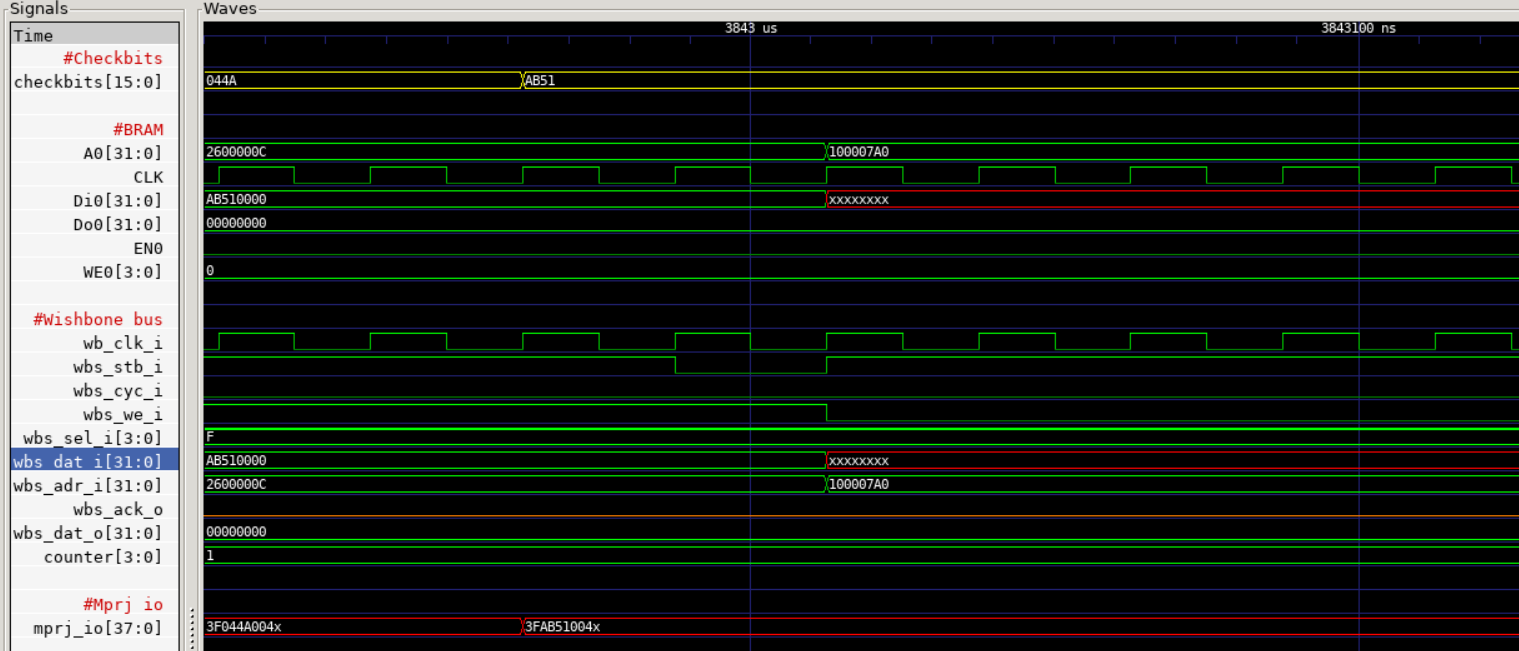 Signals Waves
Time 3843 us 3843100 ns
#Checkbits
checkbits[15:0] 044A AB51
#BRAM
A0[31:0] 2600000C 100007A0
CLK
Di0[31:0] AB510000 xxxxxxxx
Do0[31:0] 00000000
EN0
WE0[3:0] 0
#Wishbone bus
wb_clk_i
wbs_stb_i
wbs_cyc_i
wbs_we_i
wbs_sel_i[3:0] F
wbs_dat_i[31:0] AB510000 xxxxxxxx
wbs_adr_i[31:0] 2600000C 100007A0
wbs_ack_o
wbs_dat_o[31:0] 00000000
counter[3:0] 1
#Mprj io
mprj_io[37:0] 3F044A004x 3FAB51004x